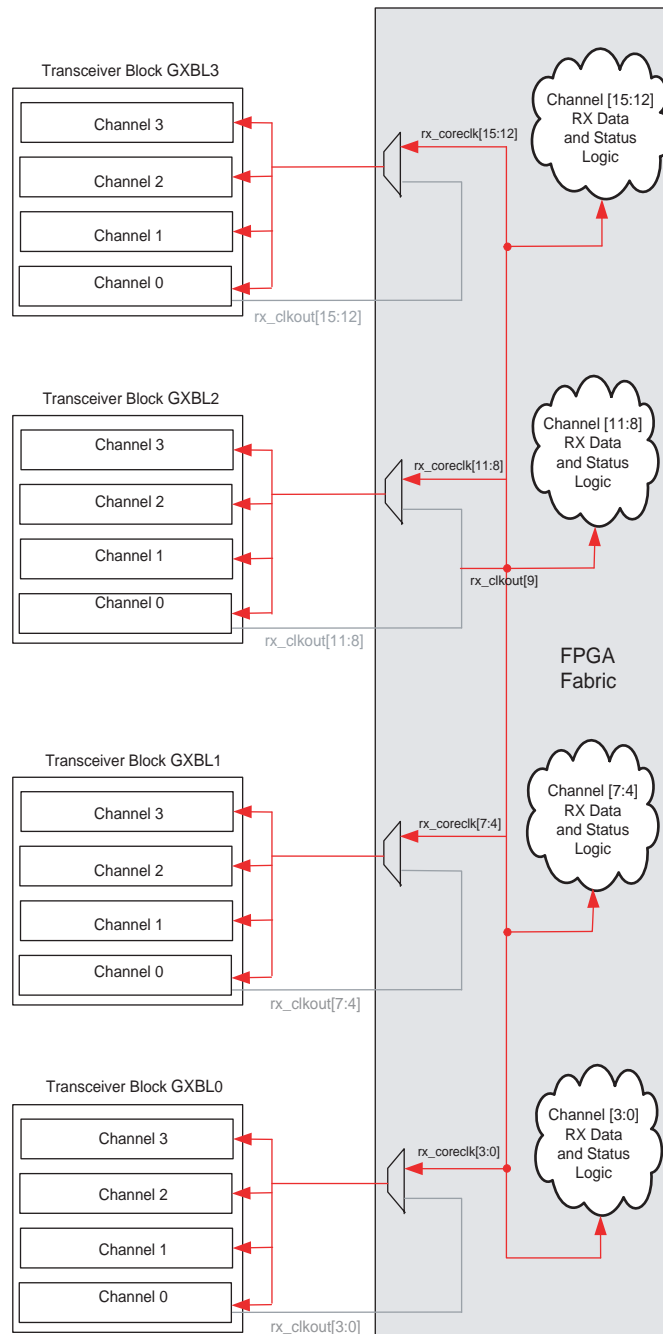 Transceiver Block GXBL3
Channel 3
Channel 2
Channel 1
Channel 0
rx_coreclk[15:12]
rx_clkout[15:12]
Channel [15:12]
RX Data
and Status
Logic
Transceiver Block GXBL2
Channel 3
Channel 2
Channel 1
Channel 0
rx_coreclk[11:8]
rx_clkout[9]
rx_clkout[11:8]
Channel [11:8]
RX Data
and Status
Logic
FPGA
Fabric
Transceiver Block GXBL1
Channel 3
Channel 2
Channel 1
Channel 0
rx_coreclk[7:4]
rx_clkout[7:4]
Channel [7:4]
RX Data
and Status
Logic
Transceiver Block GXBL0
Channel 3
Channel 2
Channel 1
Channel 0
rx_coreclk[3:0]
rx_clkout[3:0]
Channel [3:0]
RX Data
and Status
Logic